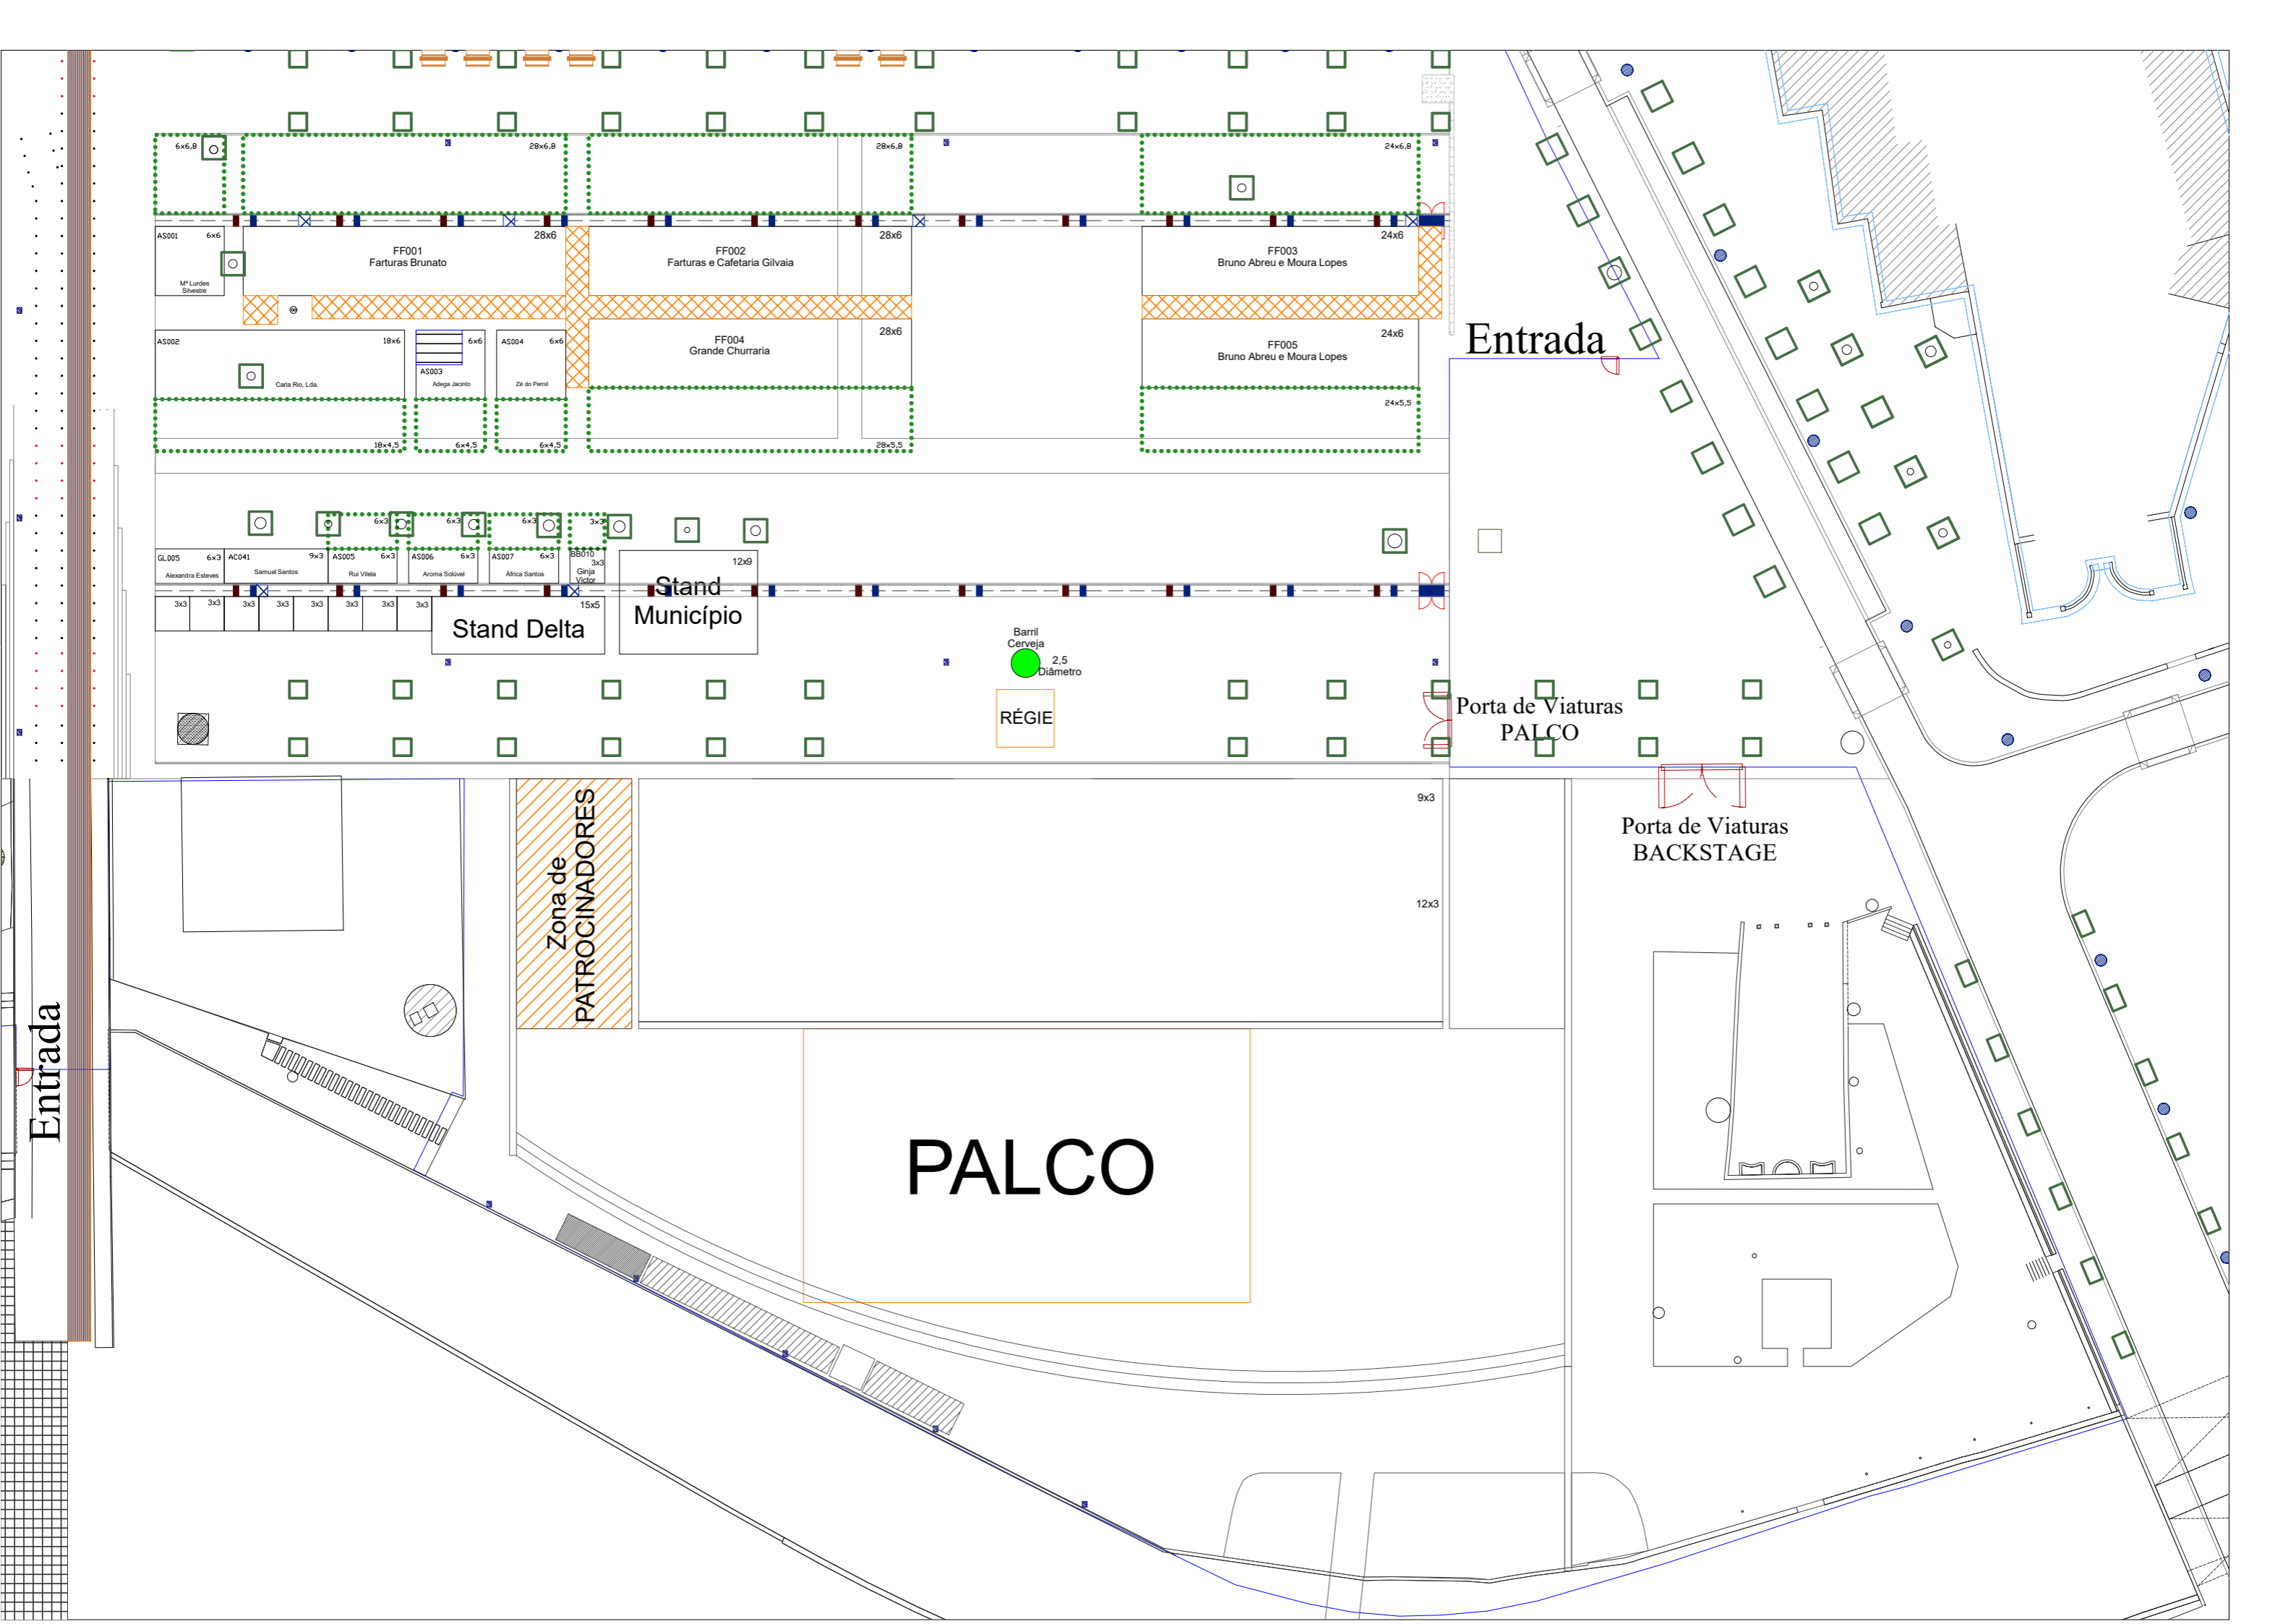 6x6,8
28x6,8
28x6,8
24x6,8
AS001
6x6
Mª Lurdes
Silvestre
28x6
FF001
Farturas Brunato
28x6
FF002
Farturas e Cafetaria Gilvaia
24x6
FF003
Bruno Abreu e Moura Lopes
AS002
18x6
Carla Rio, Lda.
6x6
AS003
Adega Jacinto
AS004
6x6
Zé do Pernil
28x6
FF004
Grande Churraria
24x6
FF005
Bruno Abreu e Moura Lopes
Entrada
24x5,5
18x4,5
6x4,5
6x4,5
28x5,5
6x3
6x3
6x3
3x3
GL005
6x3
Alexandra Esteves
AC041
9x3
Samuel Santos
AS005
6x3
Rui Vilela
AS006
6x3
Aroma Solúvel
AS007
6x3
África Santos
BB010
3x3
Ginja
Victor
12x9
Stand
Município
3x3
3x3
3x3
3x3
3x3
3x3
3x3
3x3
15x5
Stand Delta
Barril
Cerveja
2,5
Diâmetro
RÉGIE
Porta de Viaturas
PALCO
Zona de
PATROCINADORES
9x3
12x3
Porta de Viaturas
BACKSTAGE
Entrada
PALCO